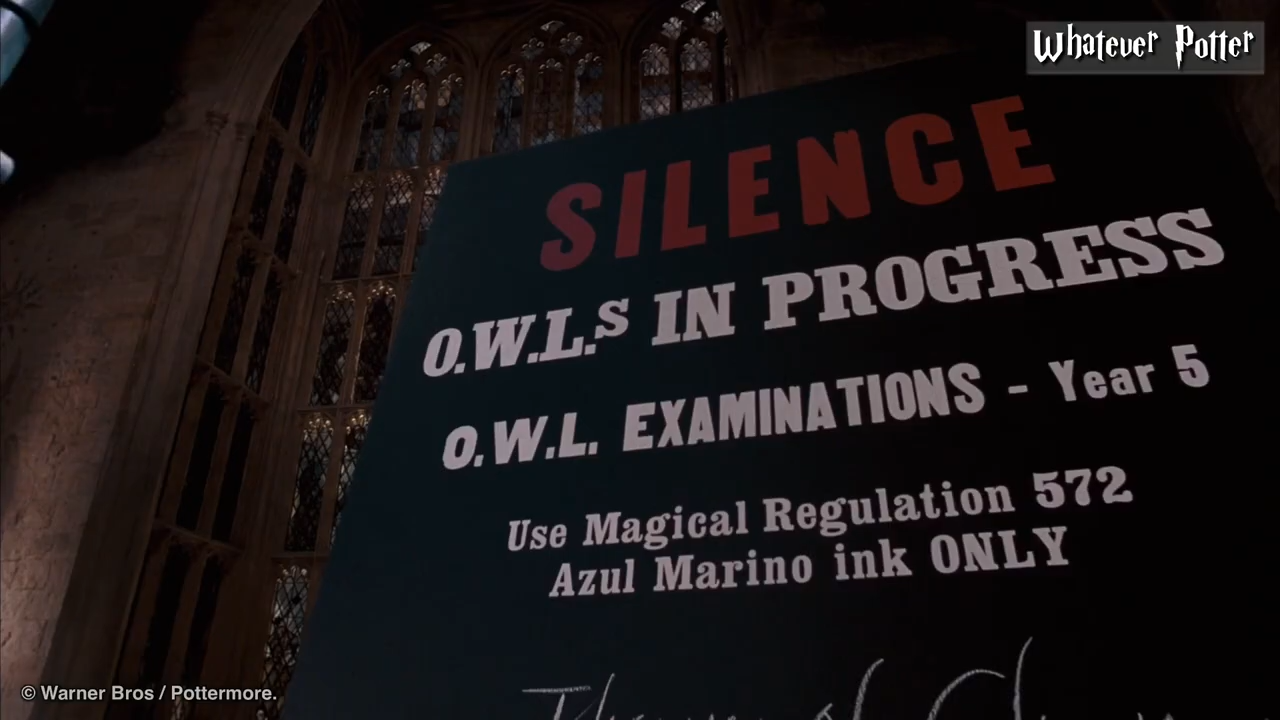 Whatever Potter
SILENCE
O.W.L.s IN PROGRESS
O.W.L. EXAMINATIONS - Year 5
Use Magical Regulation 572
Azul Marino ink ONLY
© Warner Bros / Pottermore.